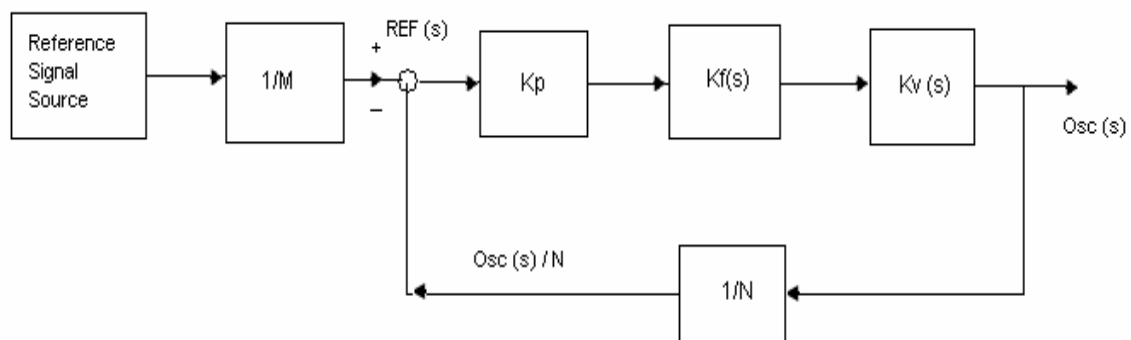 Reference
Signal
Source
1/M
+
REF (s)
–
Kp
Kf(s)
Kv (s)
Osc (s)
Osc (s) / N
1/N